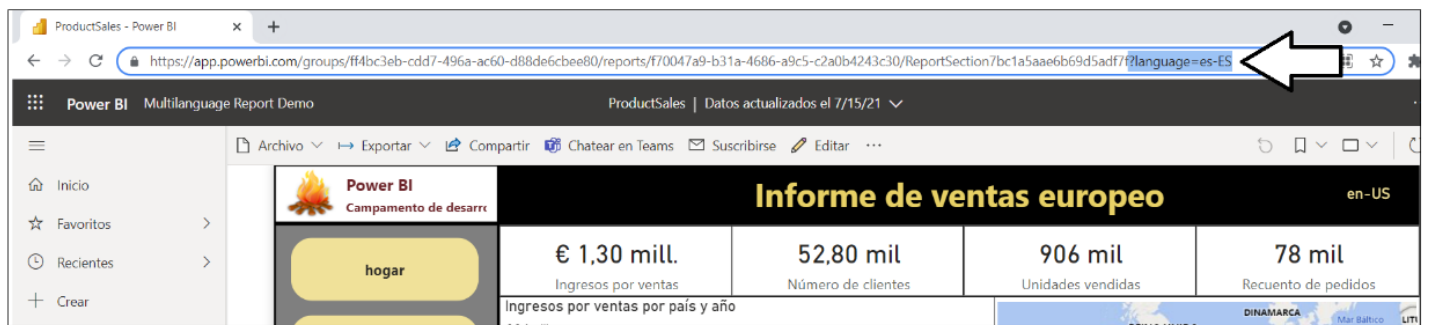 ProductSales - Power BI
https://app.powerbi.com/groups/ff4bc3eb-cdd7-496a-ac60-d88de6cbee80/reports/f70047a9-b31a-4686-a9c5-c2a0b4243c30/ReportSection7bc1a5aae6b69d5adf7f?language=es-ES
Power BI Multilanguage Report Demo ProductSales | Datos actualizados el 7/15/21
Archivo Exportar Compartir Chatear en Teams Suscribirse Editar ...
Inicio
Favoritos
Recientes
Crear
Power BI
Campamento de desarr
Informe de ventas europeo
en-US
hogar
€ 1,30 mill. 52,80 mil 906 mil 78 mil
Ingresos por ventas Número de clientes Unidades vendidas Recuento de pedidos
Ingresos por ventas por país y año
DINAMARCA
Mar Báltico